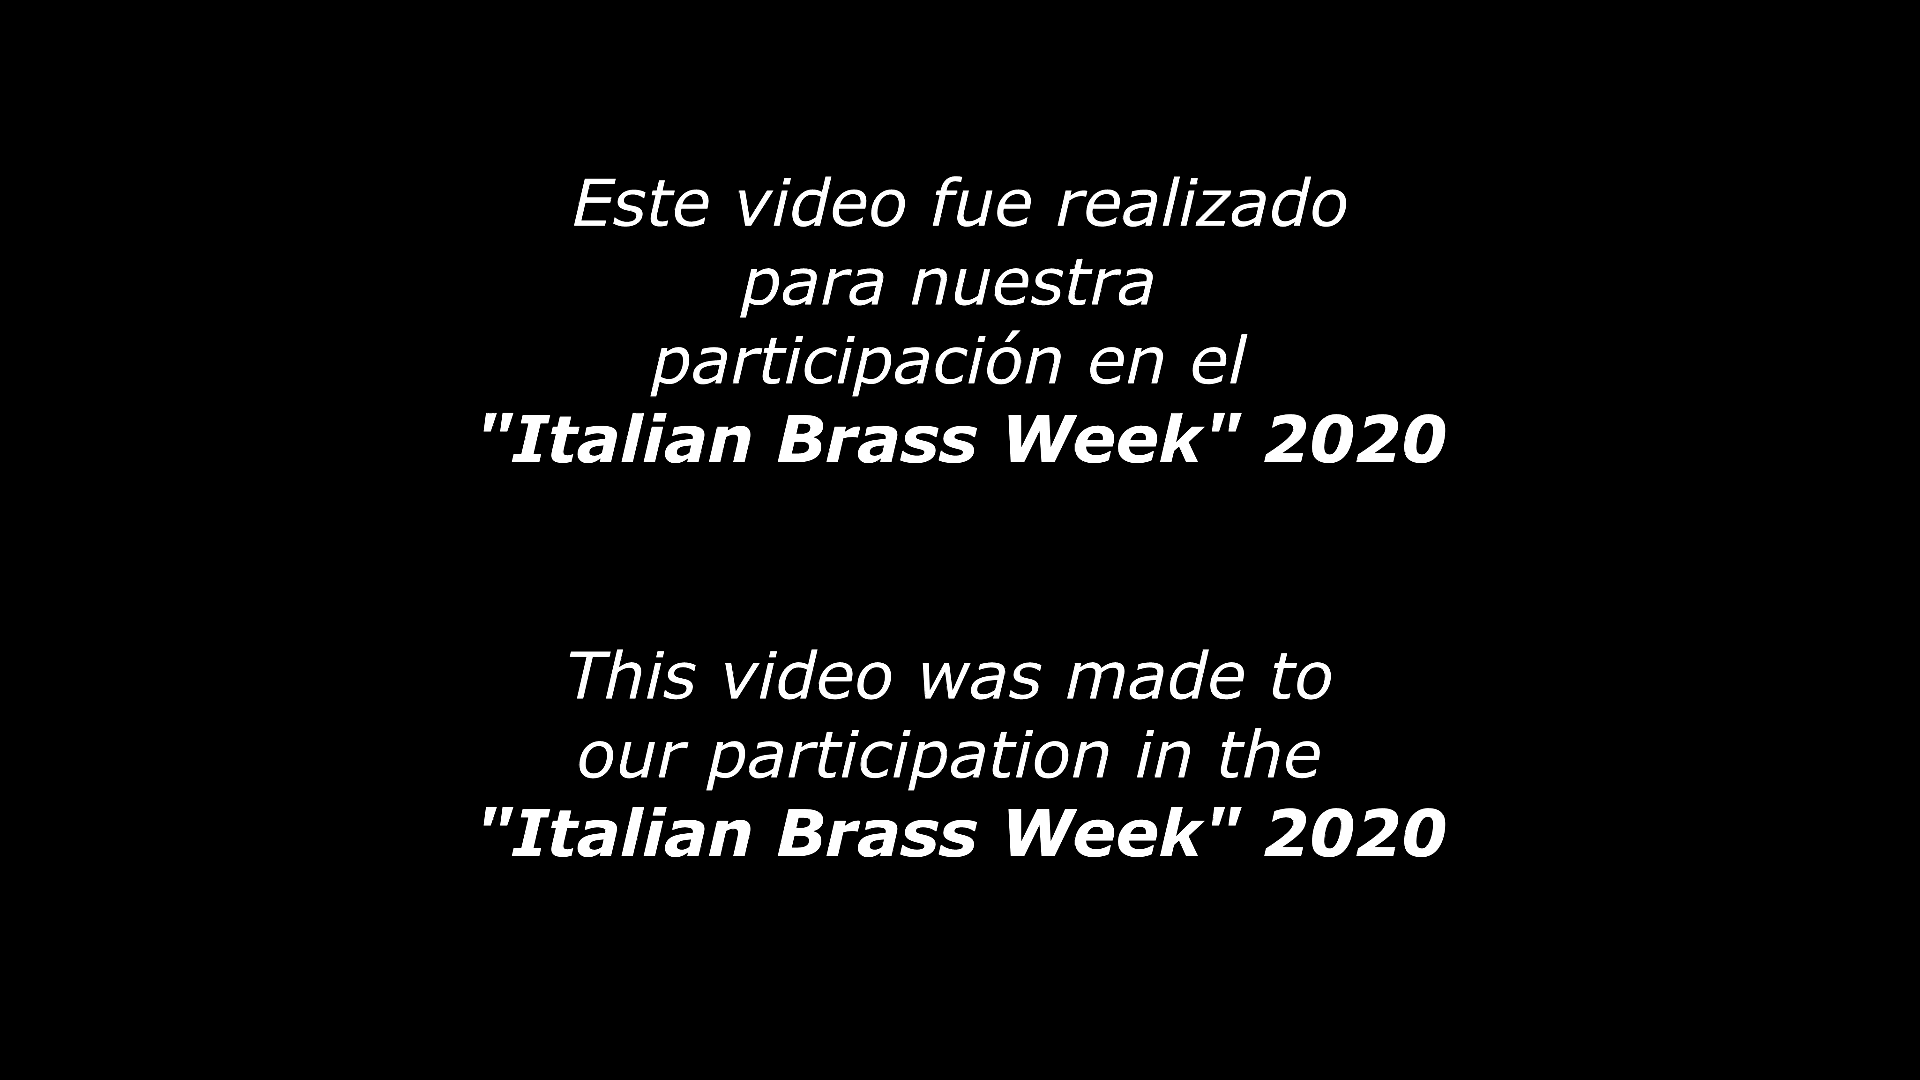 Este video fue realizado
para nuestra
participación en el
"Italian Brass Week" 2020
This video was made to
our participation in the
"Italian Brass Week" 2020